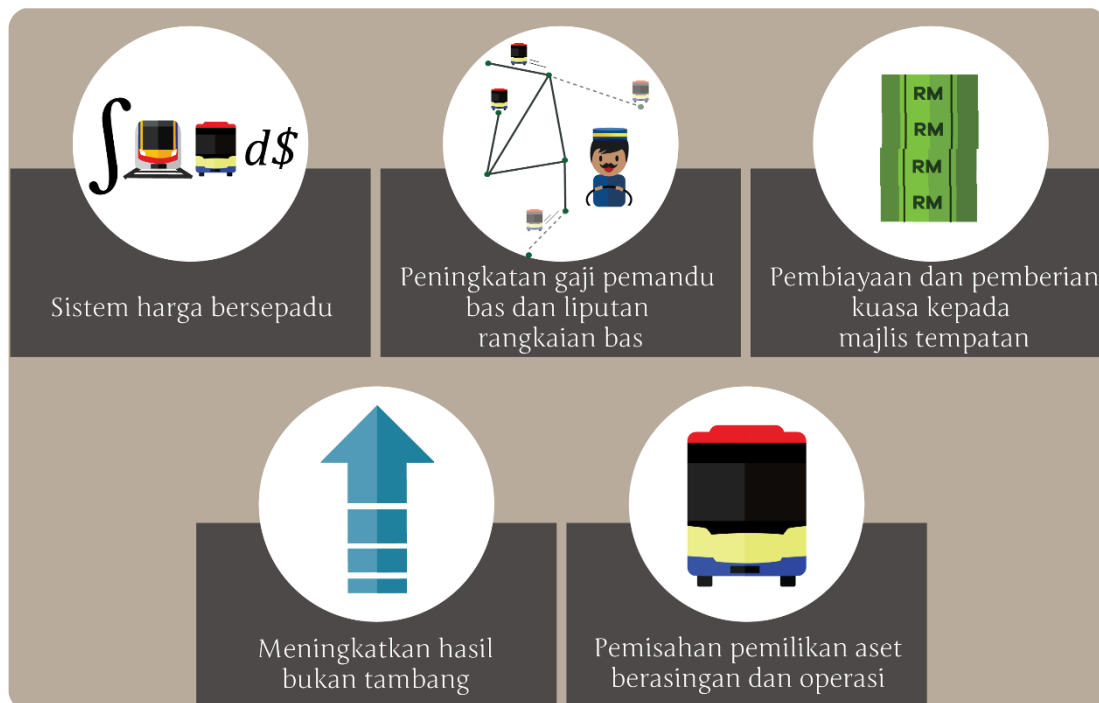 ∫ d$
RM
RM
RM
RM
Sistem harga bersepadu
Peningkatan gaji pemandu
bas dan liputan
rangkaian bas
Pembiayaan dan pemberian
kuasa kepada
majlis tempatan
Meningkatkan hasil
bukan tambang
Pemisahan pemilikan aset
berasingan dan operasi